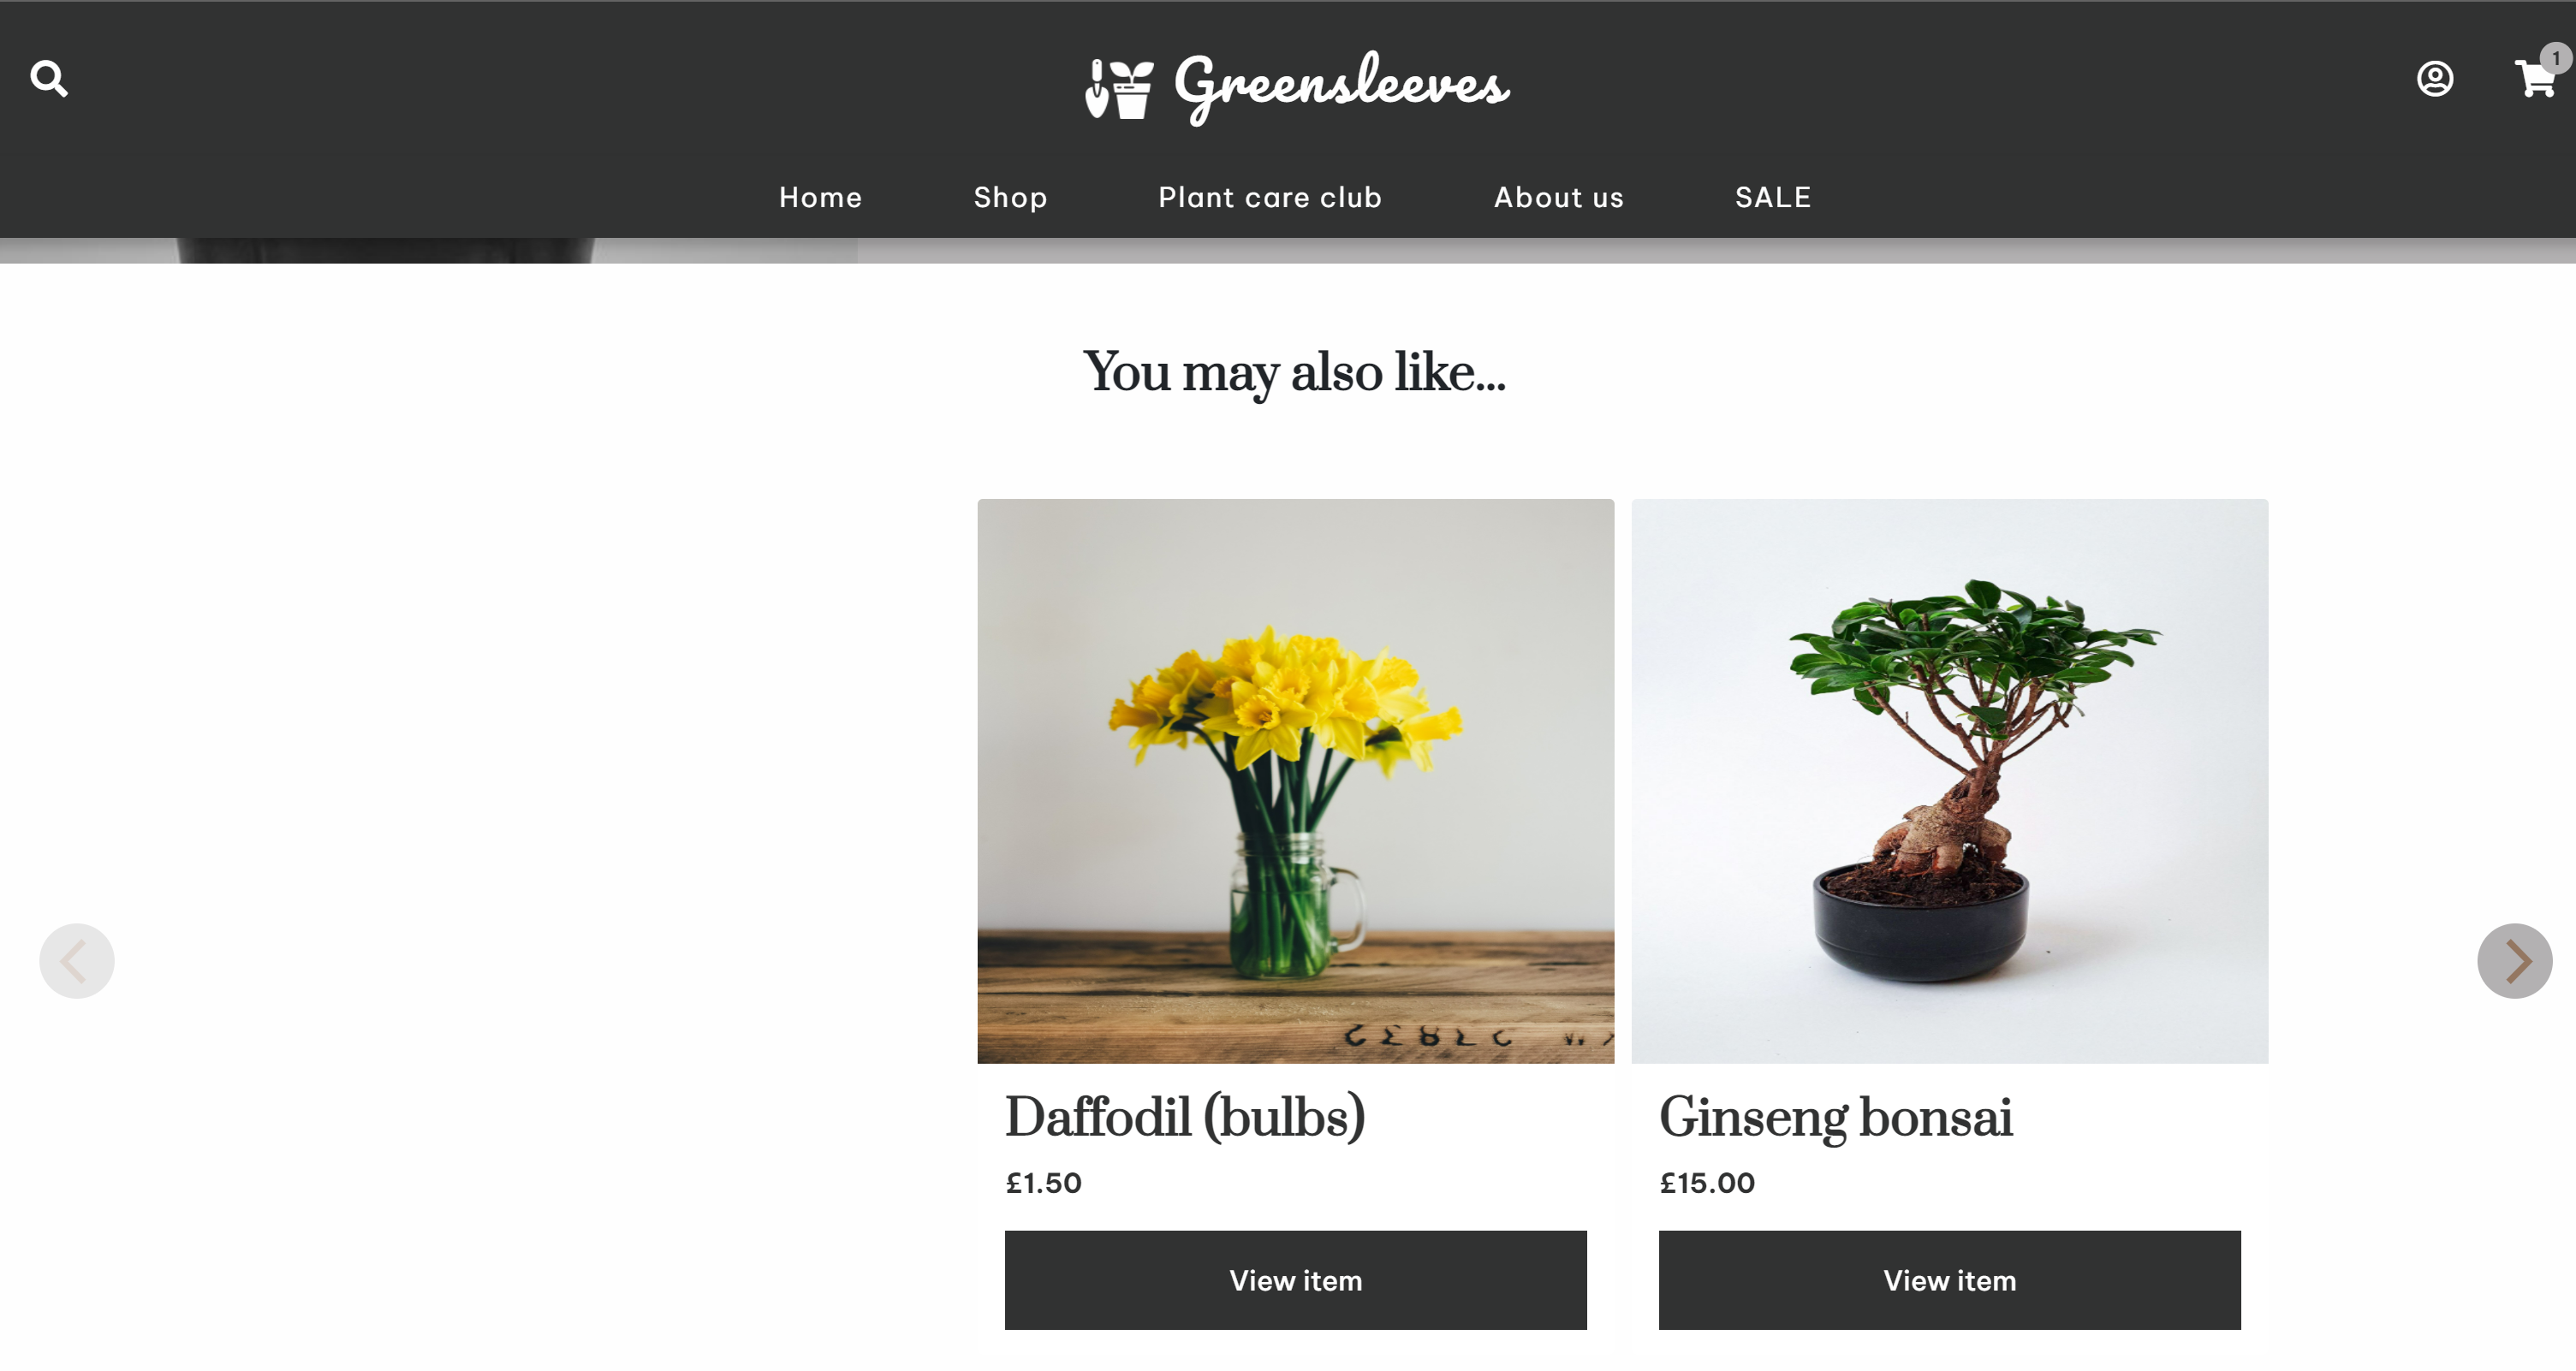 Greensleeves
1
Home Shop Plant care club About us SALE
You may also like...
Daffodil (bulbs)
£1.50
View item
Ginseng bonsai
£15.00
View item